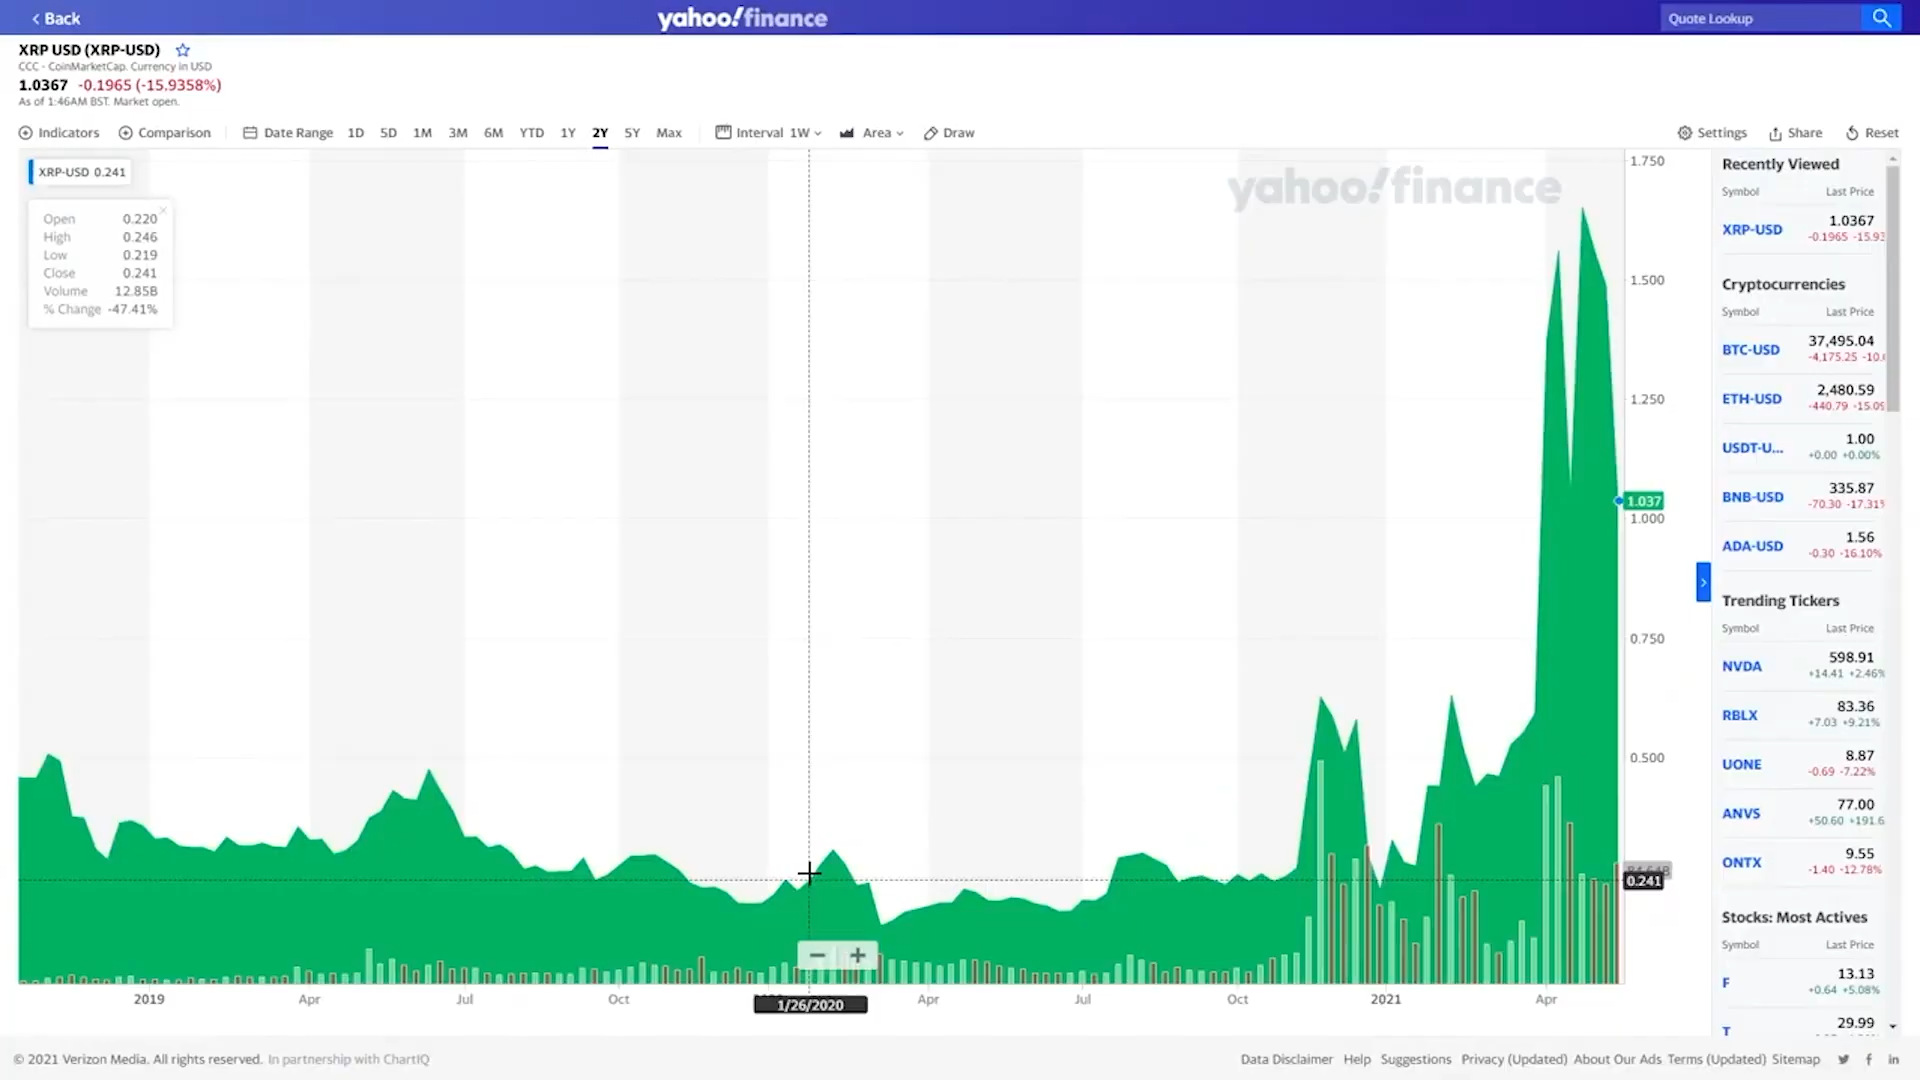 Back
yahoo!finance
Quote Lookup
XRP USD (XRP-USD)
CCC - CoinMarketCap. Currency in USD
1.0367 -0.1965 (-15.9358%)
As of 1:46AM BST. Market open.
Indicators Comparison Date Range 1D 5D 1M 3M 6M YTD 1Y 2Y 5Y Max Interval 1W Area Draw Settings Share Reset
XRP-USD 0.241
Open 0.220
High 0.246
Low 0.219
Close 0.241
Volume 12.85B
% Change -47.41%
yahoo!finance
1.750
1.500
1.250
1.037
1.000
0.750
0.500
0.241
2019 Apr Jul Oct 1/26/2020 Apr Jul Oct 2021 Apr
Recently Viewed
Symbol Last Price
XRP-USD 1.0367
-0.1965 -15.93
Cryptocurrencies
Symbol Last Price
BTC-USD 37,495.04
-4,175.25 -10.
ETH-USD 2,480.59
-440.79 -15.09
USDT-U... 1.00
+0.00 +0.00%
BNB-USD 335.87
-70.30 -17.31%
ADA-USD 1.56
-0.30 -16.10%
Trending Tickers
Symbol Last Price
NVDA 598.91
+14.41 +2.46%
RBLX 83.36
+7.03 +9.21%
UONE 8.87
-0.69 -7.22%
ANVS 77.00
+50.60 +191.6
ONTX 9.55
-1.40 -12.78%
Stocks: Most Actives
Symbol Last Price
F 13.13
+0.64 +5.08%
T 29.99
© 2021 Verizon Media. All rights reserved. In partnership with ChartIQ
Data Disclaimer Help Suggestions Privacy (Updated) About Our Ads Terms (Updated) Sitemap